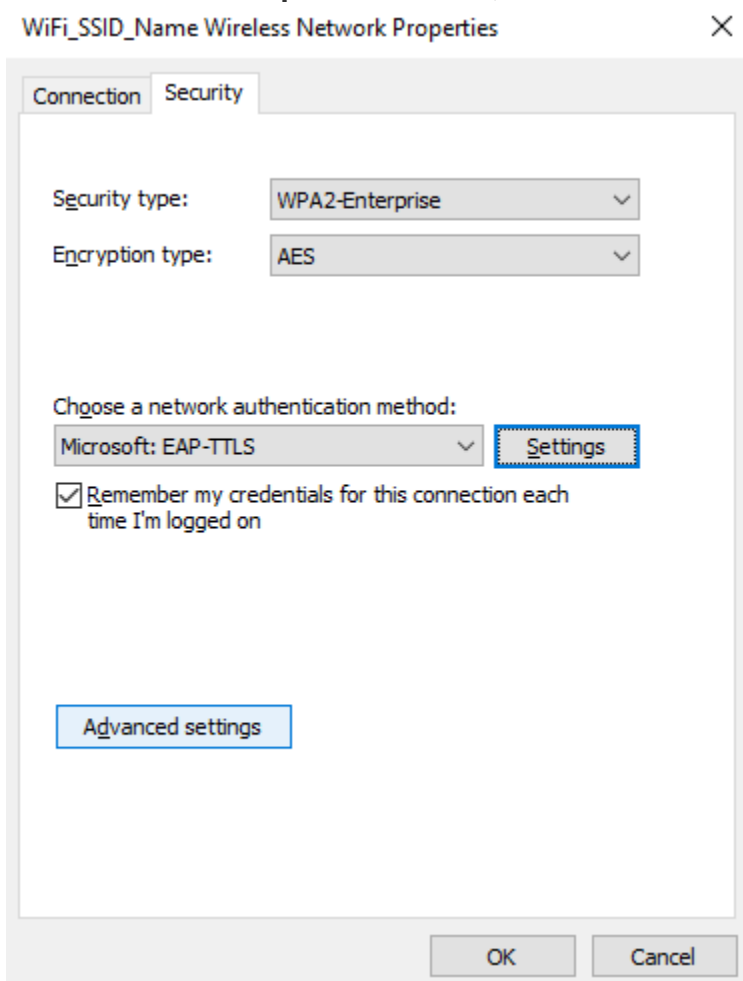 WiFi_SSID_Name Wireless Network Properties
Connection Security
Security type: WPA2-Enterprise
Encryption type: AES
Choose a network authentication method:
Microsoft: EAP-TTLS Settings
Remember my credentials for this connection each
time I'm logged on
Advanced settings
OK Cancel